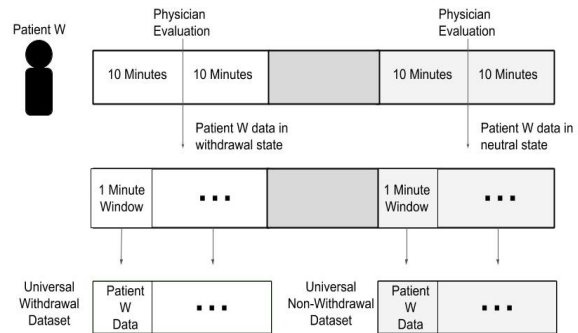 Patient W
Physician
Evaluation
Physician
Evaluation
10 Minutes
10 Minutes
10 Minutes
10 Minutes
Patient W data in
withdrawal state
Patient W data in
neutral state
1 Minute
Window
...
1 Minute
Window
...
Universal
Withdrawal
Dataset
Patient
W
Data
...
Universal
Non-Withdrawal
Dataset
Patient
W
Data
...